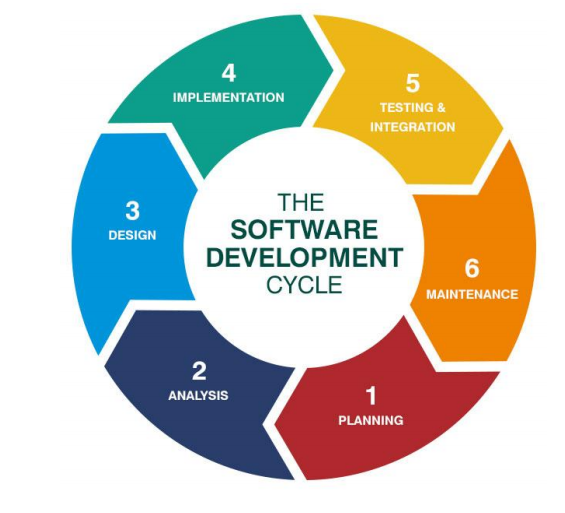 THE
SOFTWARE
DEVELOPMENT
CYCLE
1
PLANNING
2
ANALYSIS
3
DESIGN
4
IMPLEMENTATION
5
TESTING &
INTEGRATION
6
MAINTENANCE